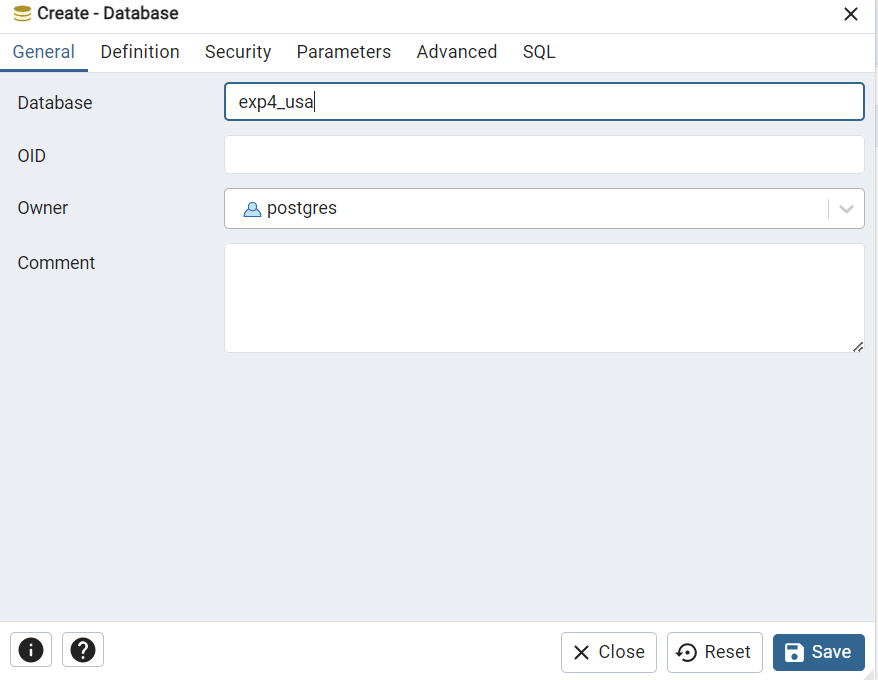 Create - Database
General Definition Security Parameters Advanced SQL
Database exp4_usa
OID
Owner postgres
Comment
Close Reset Save